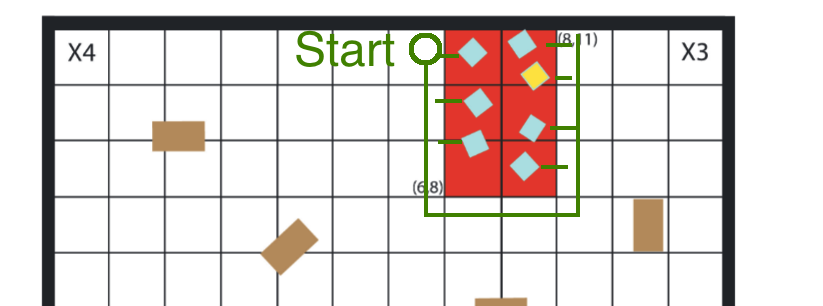 Start
(8,11)
X4
X3
(6,8)